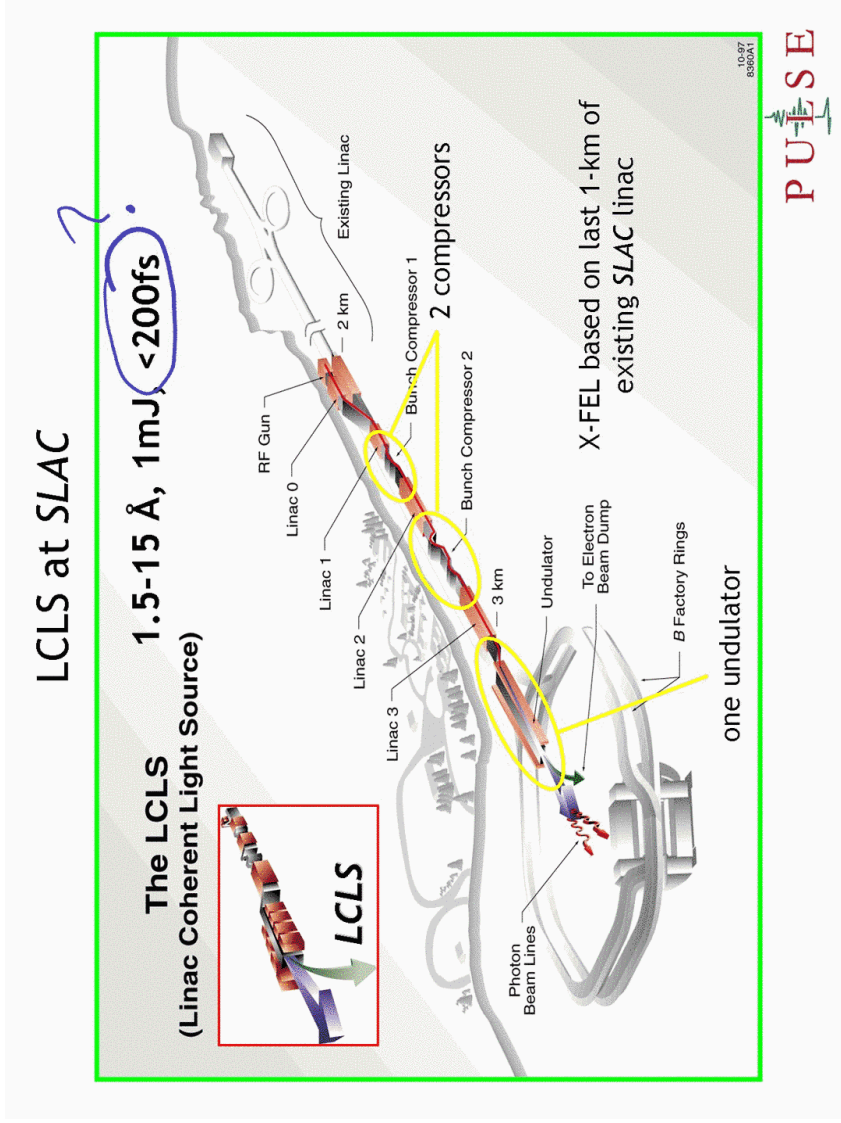 LCLS at SLAC
?
The LCLS
(Linac Coherent Light Source)
1.5-15 Å, 1mJ, <200fs
LCLS
RF Gun
Linac 0
Linac 1
Linac 2
Linac 3
2 km
Existing Linac
Bunch Compressor 1
2 compressors
Bunch Compressor 2
3 km
Undulator
To Electron
Beam Dump
B Factory Rings
Photon
Beam Lines
one undulator
X-FEL based on last 1-km of
existing SLAC linac
10-97
8360A1
PULSE